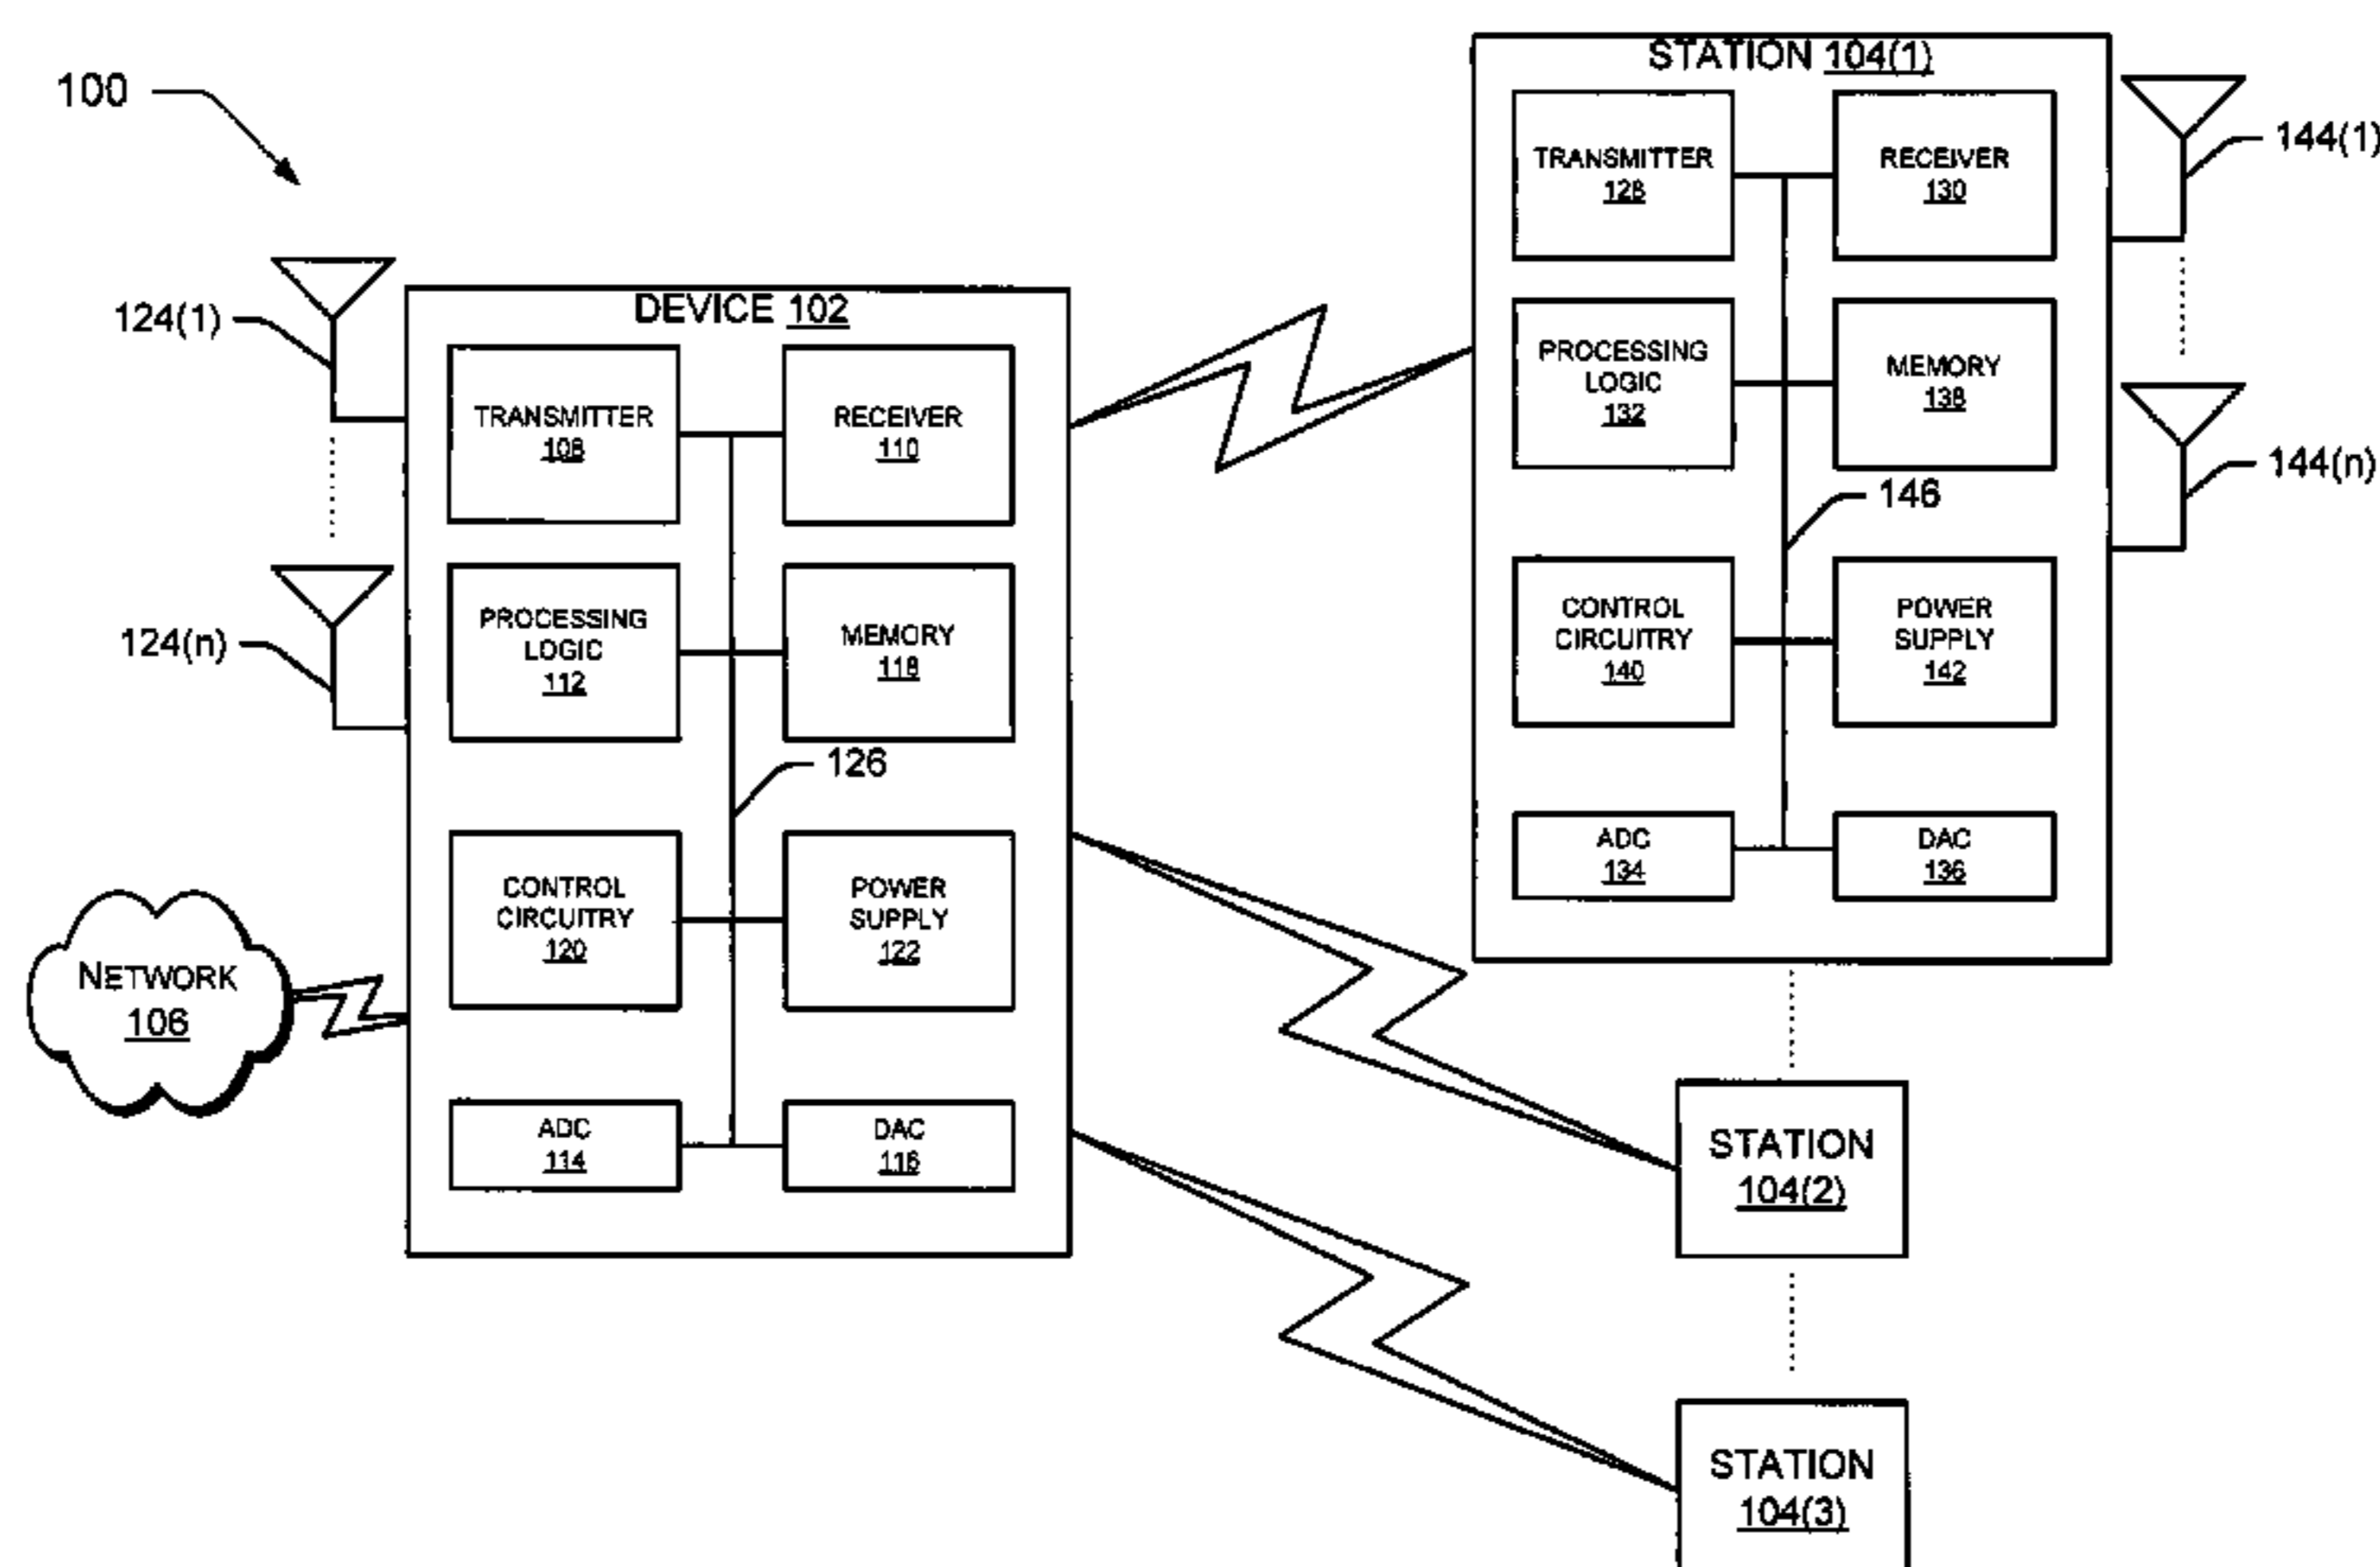 100
STATION 104(1)
TRANSMITTER
128
RECEIVER
130
144(1)
PROCESSING
LOGIC
132
MEMORY
138
144(n)
146
CONTROL
CIRCUITRY
140
POWER
SUPPLY
142
ADC
134
DAC
136
124(1)
DEVICE 102
TRANSMITTER
108
RECEIVER
110
124(n)
PROCESSING
LOGIC
112
MEMORY
118
126
CONTROL
CIRCUITRY
120
POWER
SUPPLY
122
NETWORK
106
ADC
114
DAC
116
STATION
104(2)
STATION
104(3)